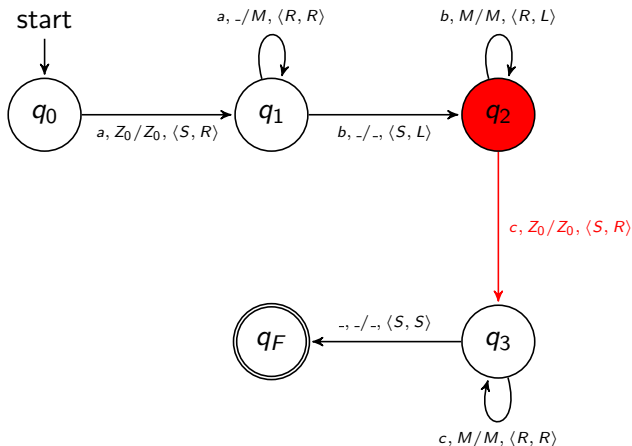 a, _/M, ⟨R, R⟩
b, M/M, ⟨R, L⟩
start
q0
q1
q2
a, Z0/Z0, ⟨S, R⟩
b, _/_, ⟨S, L⟩
c, Z0/Z0, ⟨S, R⟩
qF
_, _/_, ⟨S, S⟩
q3
c, M/M, ⟨R, R⟩